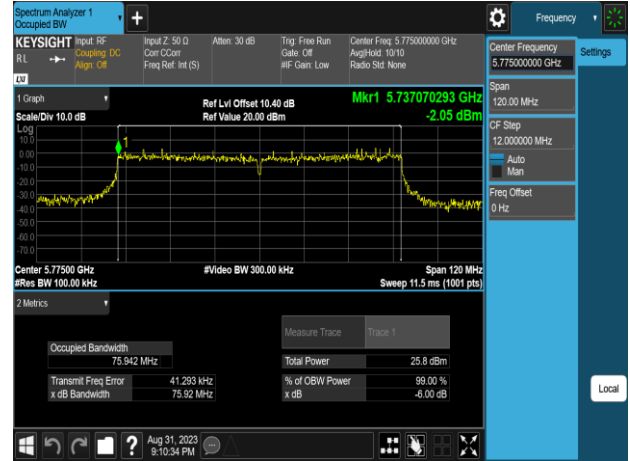 Spectrum Analyzer 1
Occupied BW
+
Frequency
KEYSIGHT
Input: RF
Coupling: DC
Align: Off
Input Z: 50 Ω
Corr CCorr
Freq Ref: Int (S)
Atten: 30 dB
Trig: Free Run
Gate: Off
#IF Gain: Low
Center Freq: 5.775000000 GHz
Avg|Hold: 10/10
Radio Std: None
RL
LXI
Center Frequency
5.775000000 GHz
Settings
Span
120.00 MHz
CF Step
12.000000 MHz
Auto
Man
Freq Offset
0 Hz
Local
1 Graph
Scale/Div 10.0 dB
Ref Lvl Offset 10.40 dB
Ref Value 20.00 dBm
Mkr1 5.737070293 GHz
-2.05 dBm
Log
10.0
0.00
-10.0
-20.0
-30.0
-40.0
-50.0
-60.0
-70.0
1
Center 5.77500 GHz
#Res BW 100.00 kHz
#Video BW 300.00 kHz
Span 120 MHz
Sweep 11.5 ms (1001 pts)
2 Metrics
Measure Trace
Trace 1
Occupied Bandwidth
75.942 MHz
Total Power
25.8 dBm
Transmit Freq Error
41.293 kHz
% of OBW Power
99.00 %
x dB Bandwidth
75.92 MHz
x dB
-6.00 dB
?
Aug 31, 2023
9:10:34 PM